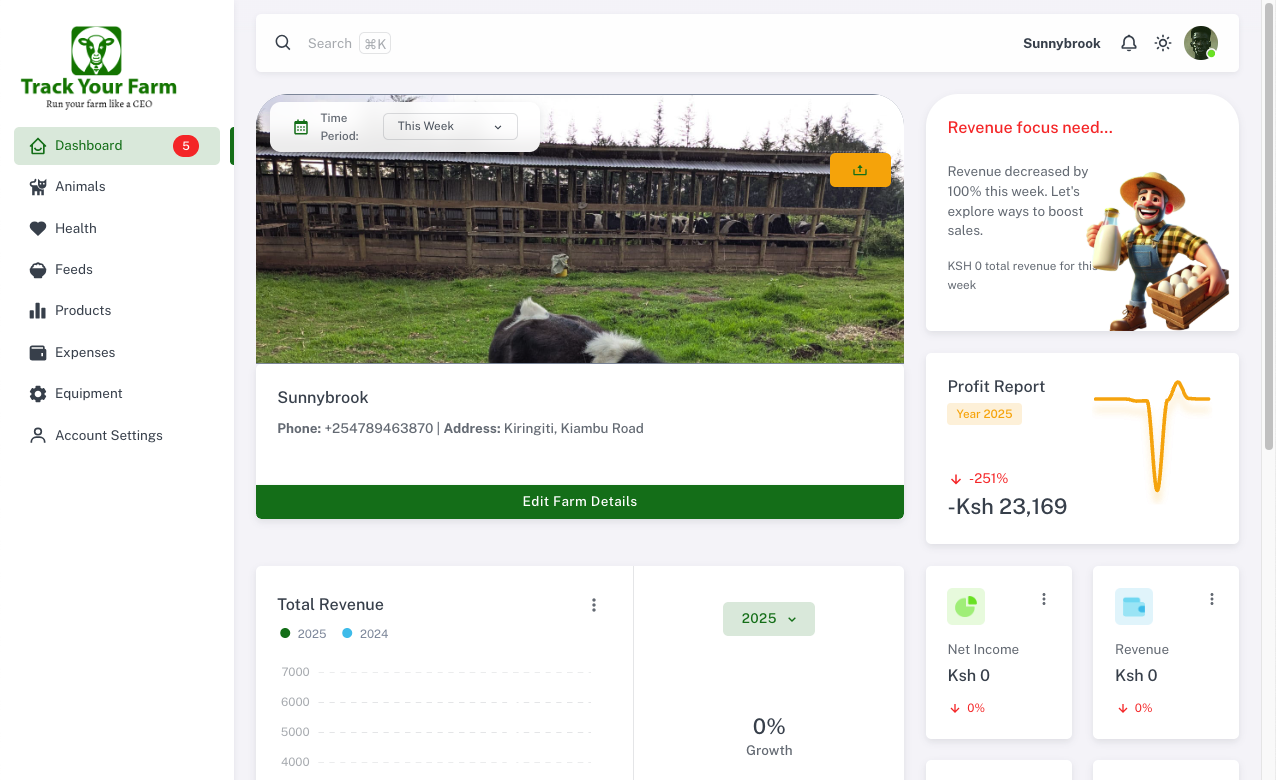 Track Your Farm
Run your farm like a CEO
Dashboard
5
Animals
Health
Feeds
Products
Expenses
Equipment
Account Settings
Search ⌘K
Sunnybrook
Time
Period:
This Week
Sunnybrook
Phone: +254789463870 | Address: Kiringiti, Kiambu Road
Edit Farm Details
Revenue focus need...
Revenue decreased by
100% this week. Let's
explore ways to boost
sales.
KSH 0 total revenue for this
week
Profit Report
Year 2025
-251%
-Ksh 23,169
Total Revenue
2025
2024
7000
6000
5000
4000
2025
0%
Growth
Net Income
Ksh 0
0%
Revenue
Ksh 0
0%